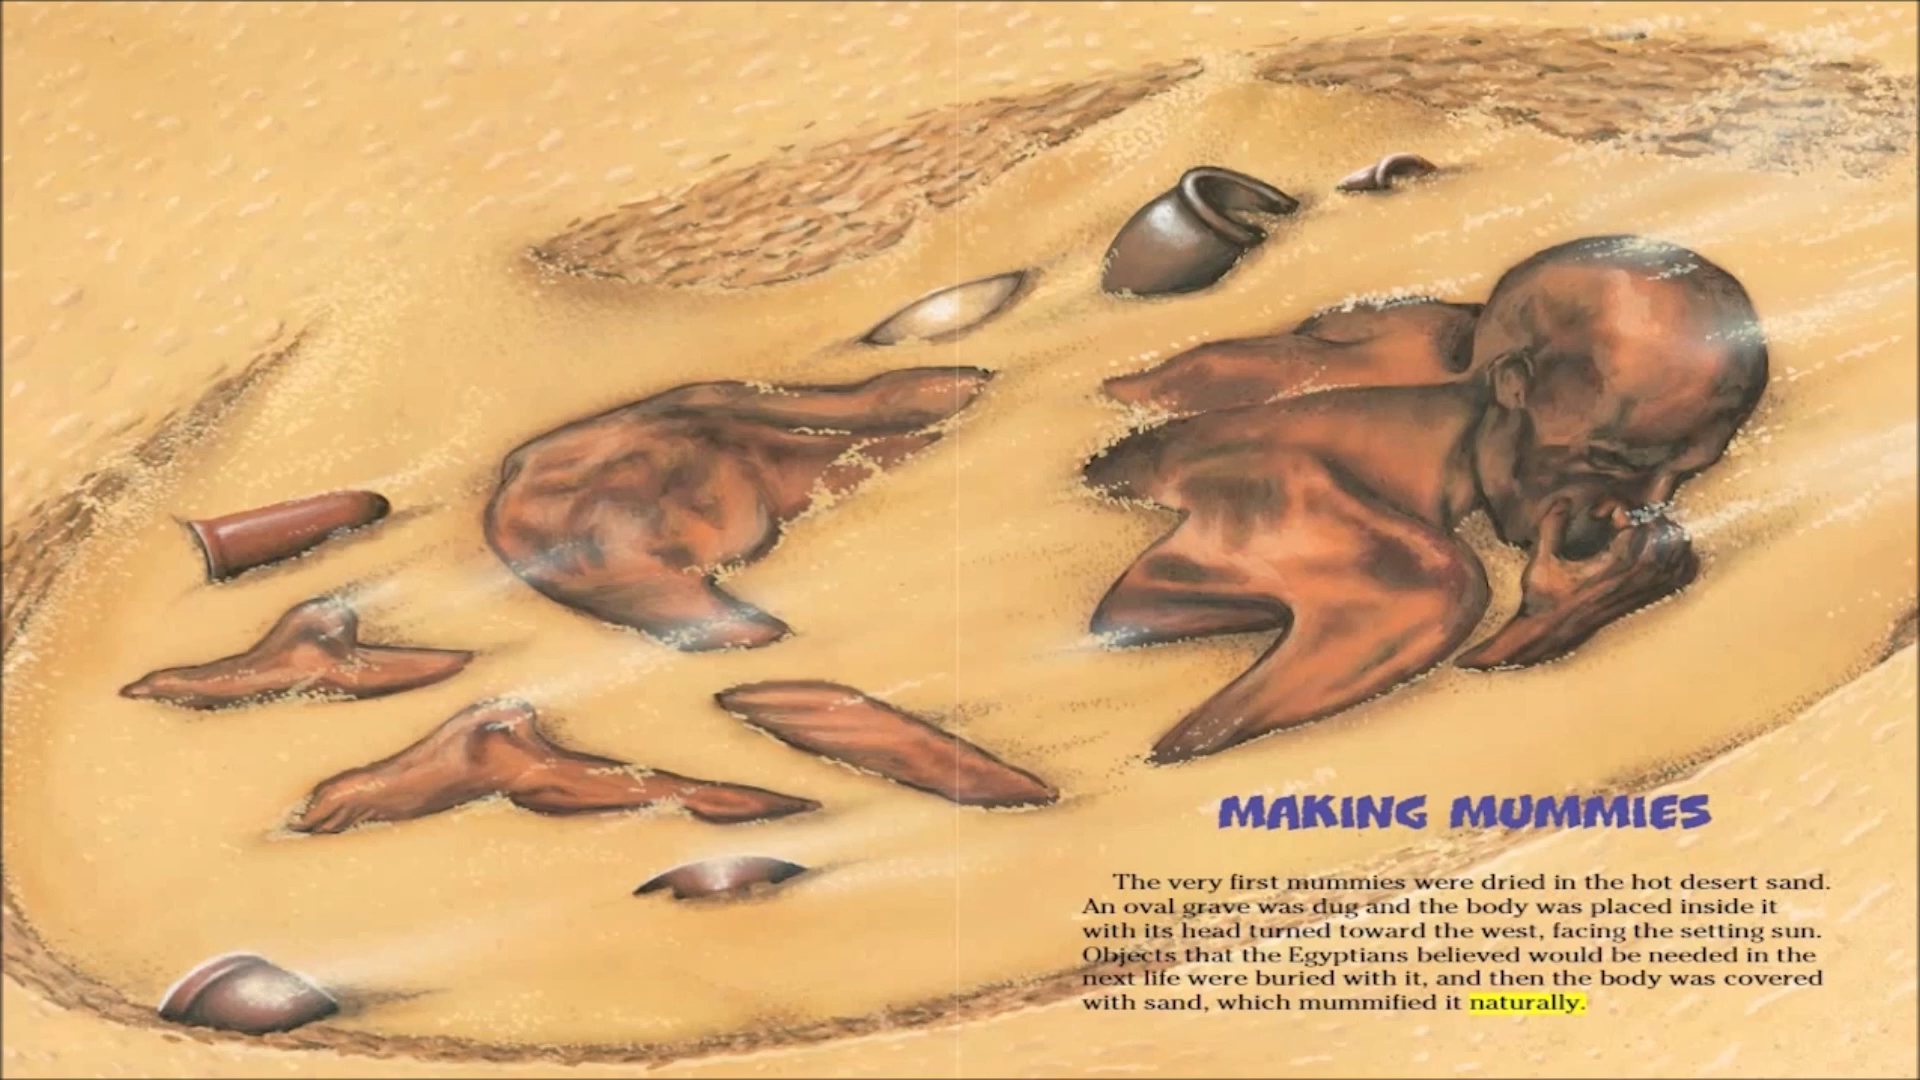 MAKING MUMMIES
The very first mummies were dried in the hot desert sand.
An oval grave was dug and the body was placed inside it
with its head turned toward the west, facing the setting sun.
Objects that the Egyptians believed would be needed in the
next life were buried with it, and then the body was covered
with sand, which mummified it naturally.